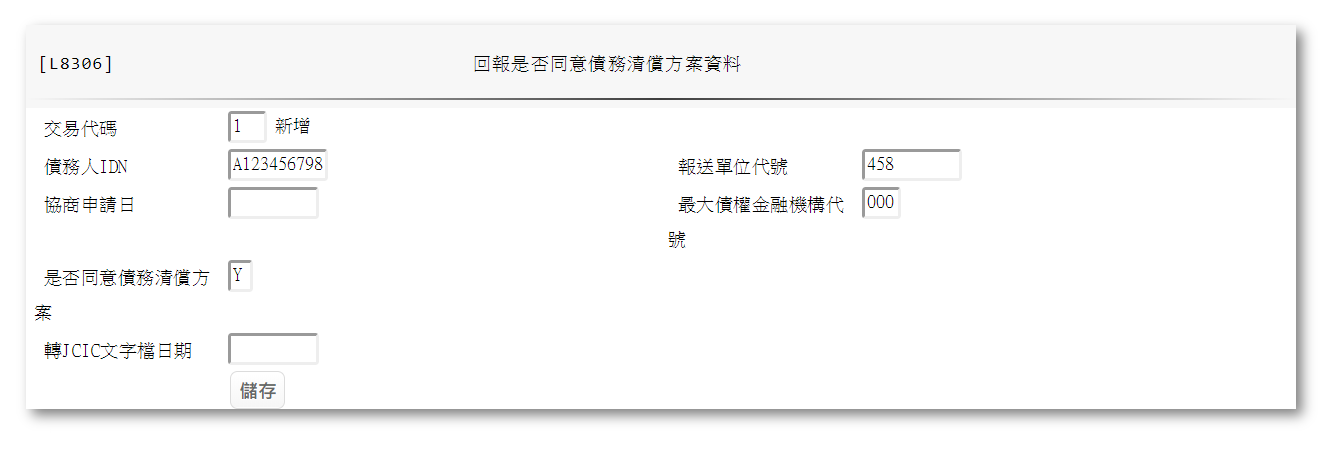 [L8306] 回報是否同意債務清償方案資料
交易代碼 1 新增
債務人IDN A123456798 報送單位代號 458
協商申請日 最大債權金融機構代 000
號
是否同意債務清償方 Y
案
轉JCIC文字檔日期
儲存